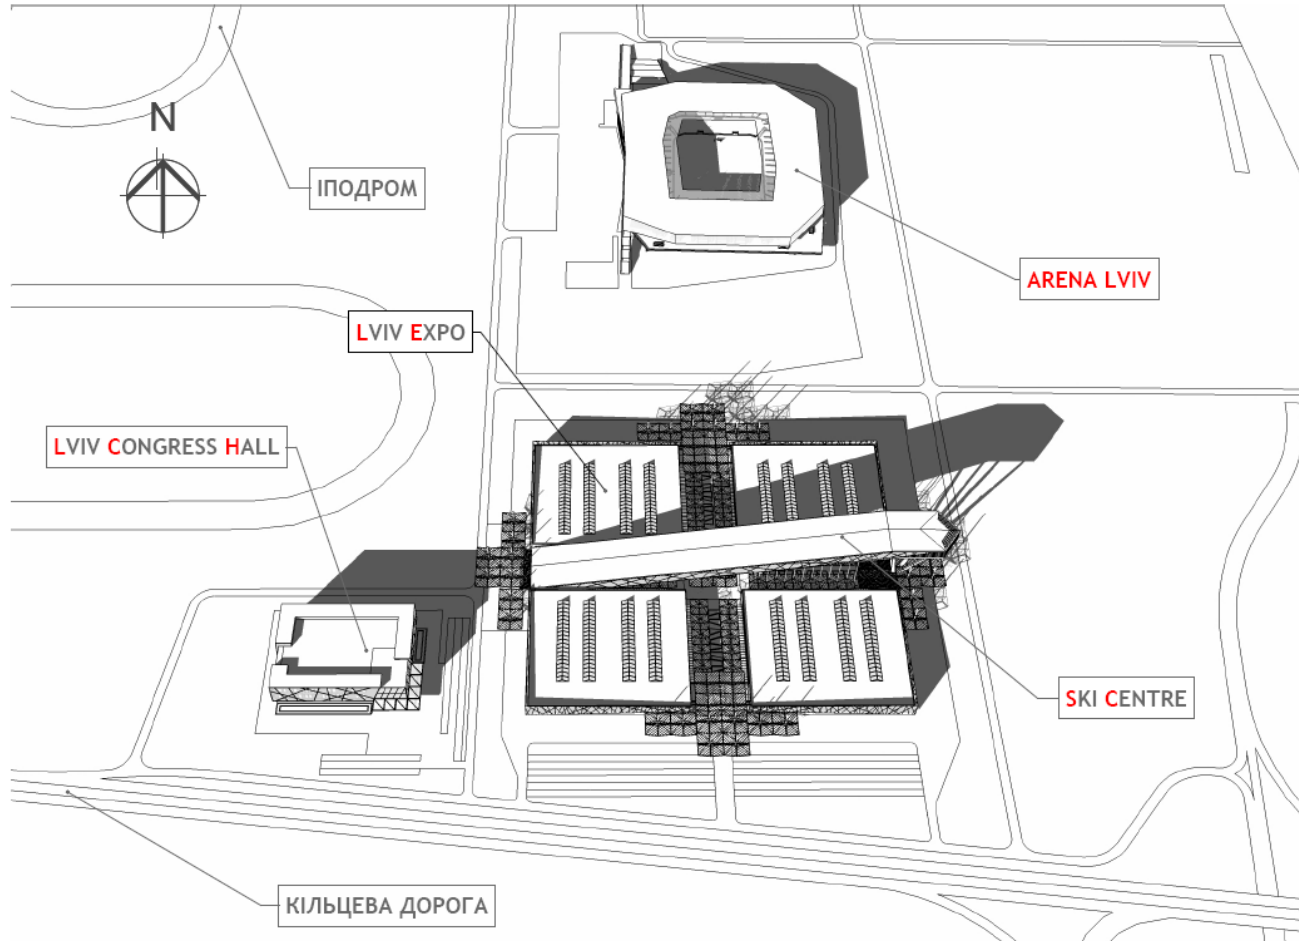 N
ІПОДРОМ
ARENA LVIV
LVIV EXPO
LVIV CONGRESS HALL
SKI CENTRE
КІЛЬЦЕВА ДОРОГА